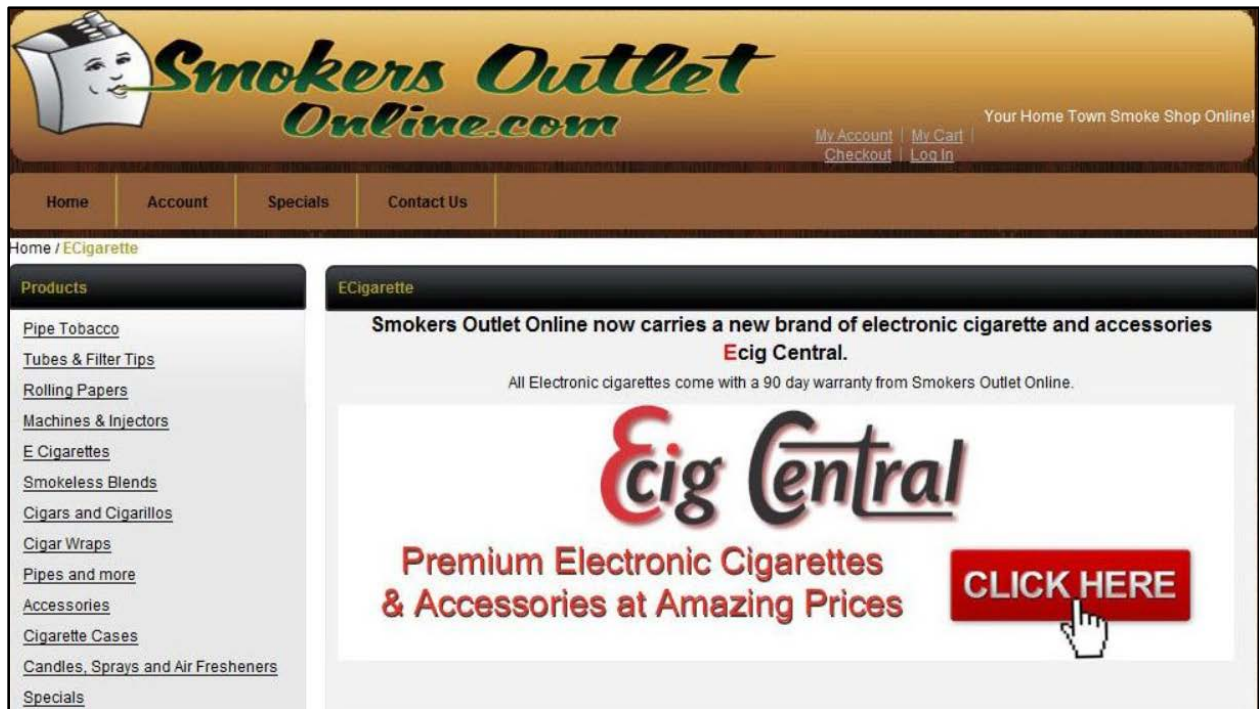 Smokers Outlet
Online.com
Your Home Town Smoke Shop Online!
My Account | My Cart |
Checkout | Log In
Home
Account
Specials
Contact Us
Home / ECigarette
Products
Pipe Tobacco
Tubes & Filter Tips
Rolling Papers
Machines & Injectors
E Cigarettes
Smokeless Blends
Cigars and Cigarillos
Cigar Wraps
Pipes and more
Accessories
Cigarette Cases
Candles, Sprays and Air Fresheners
Specials
ECigarette
Smokers Outlet Online now carries a new brand of electronic cigarette and accessories
Ecig Central.
All Electronic cigarettes come with a 90 day warranty from Smokers Outlet Online.
Ecig Central
Premium Electronic Cigarettes
& Accessories at Amazing Prices
CLICK HERE